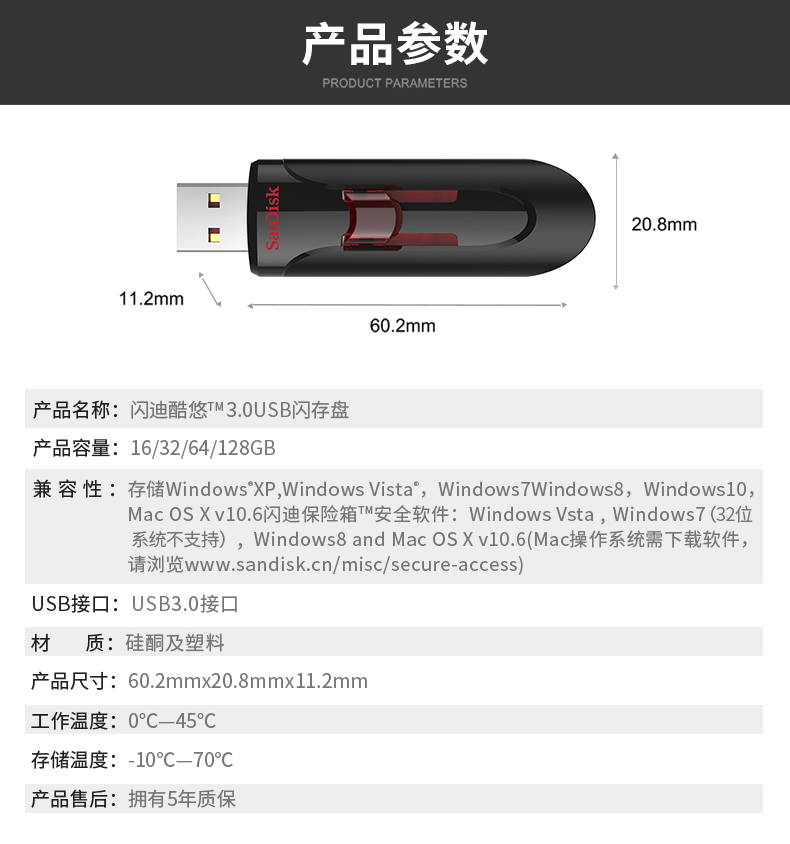 产品参数
PRODUCT PARAMETERS
SanDisk
20.8mm
11.2mm
60.2mm
产品名称：闪迪酷悠™3.0USB闪存盘
产品容量：16/32/64/128GB
兼容性：存储Windows®XP,Windows Vista®，Windows7Windows8，Windows10，
Mac OS X v10.6闪迪保险箱™安全软件：Windows Vsta , Windows7（32位
系统不支持），Windows8 and Mac OS X v10.6(Mac操作系统需下载软件，
请浏览www.sandisk.cn/misc/secure-access)
USB接口：USB3.0接口
材 质：硅酮及塑料
产品尺寸：60.2mmx20.8mmx11.2mm
工作温度：0℃—45℃
存储温度：-10℃—70℃
产品售后：拥有5年质保